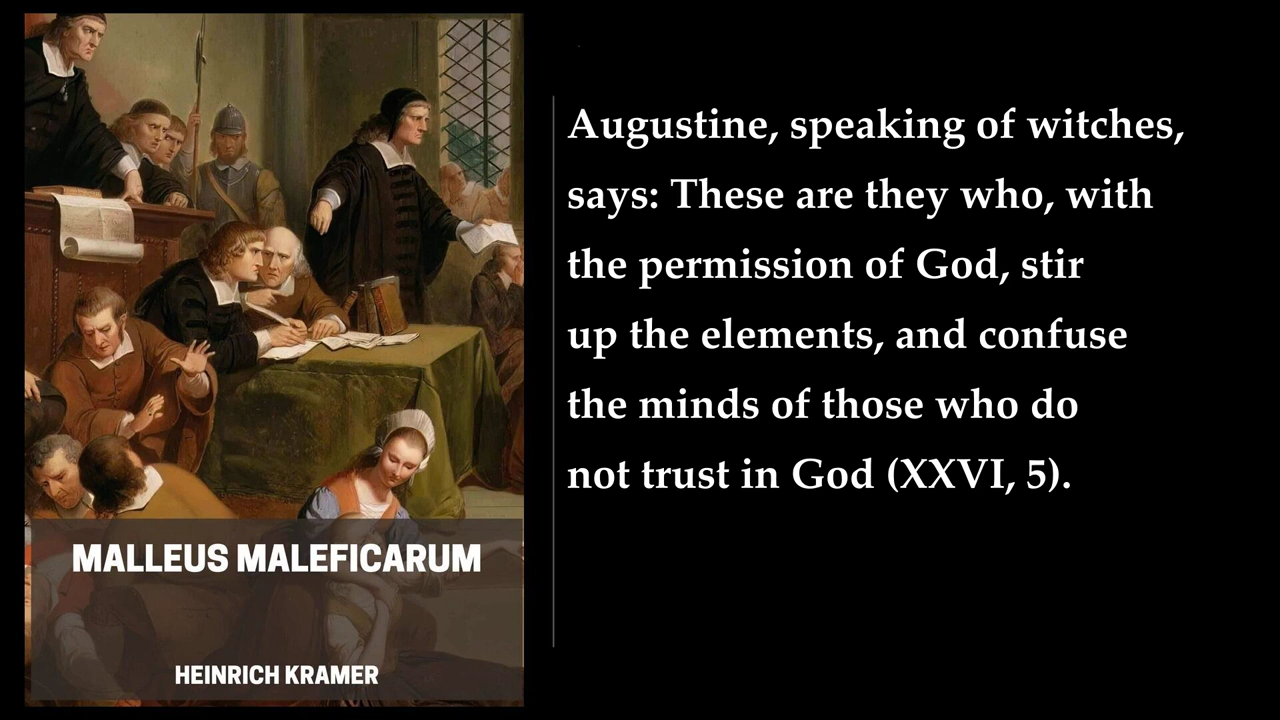 MALLEUS MALEFICARUM
HEINRICH KRAMER
Augustine, speaking of witches,
says: These are they who, with
the permission of God, stir
up the elements, and confuse
the minds of those who do
not trust in God (XXVI, 5).